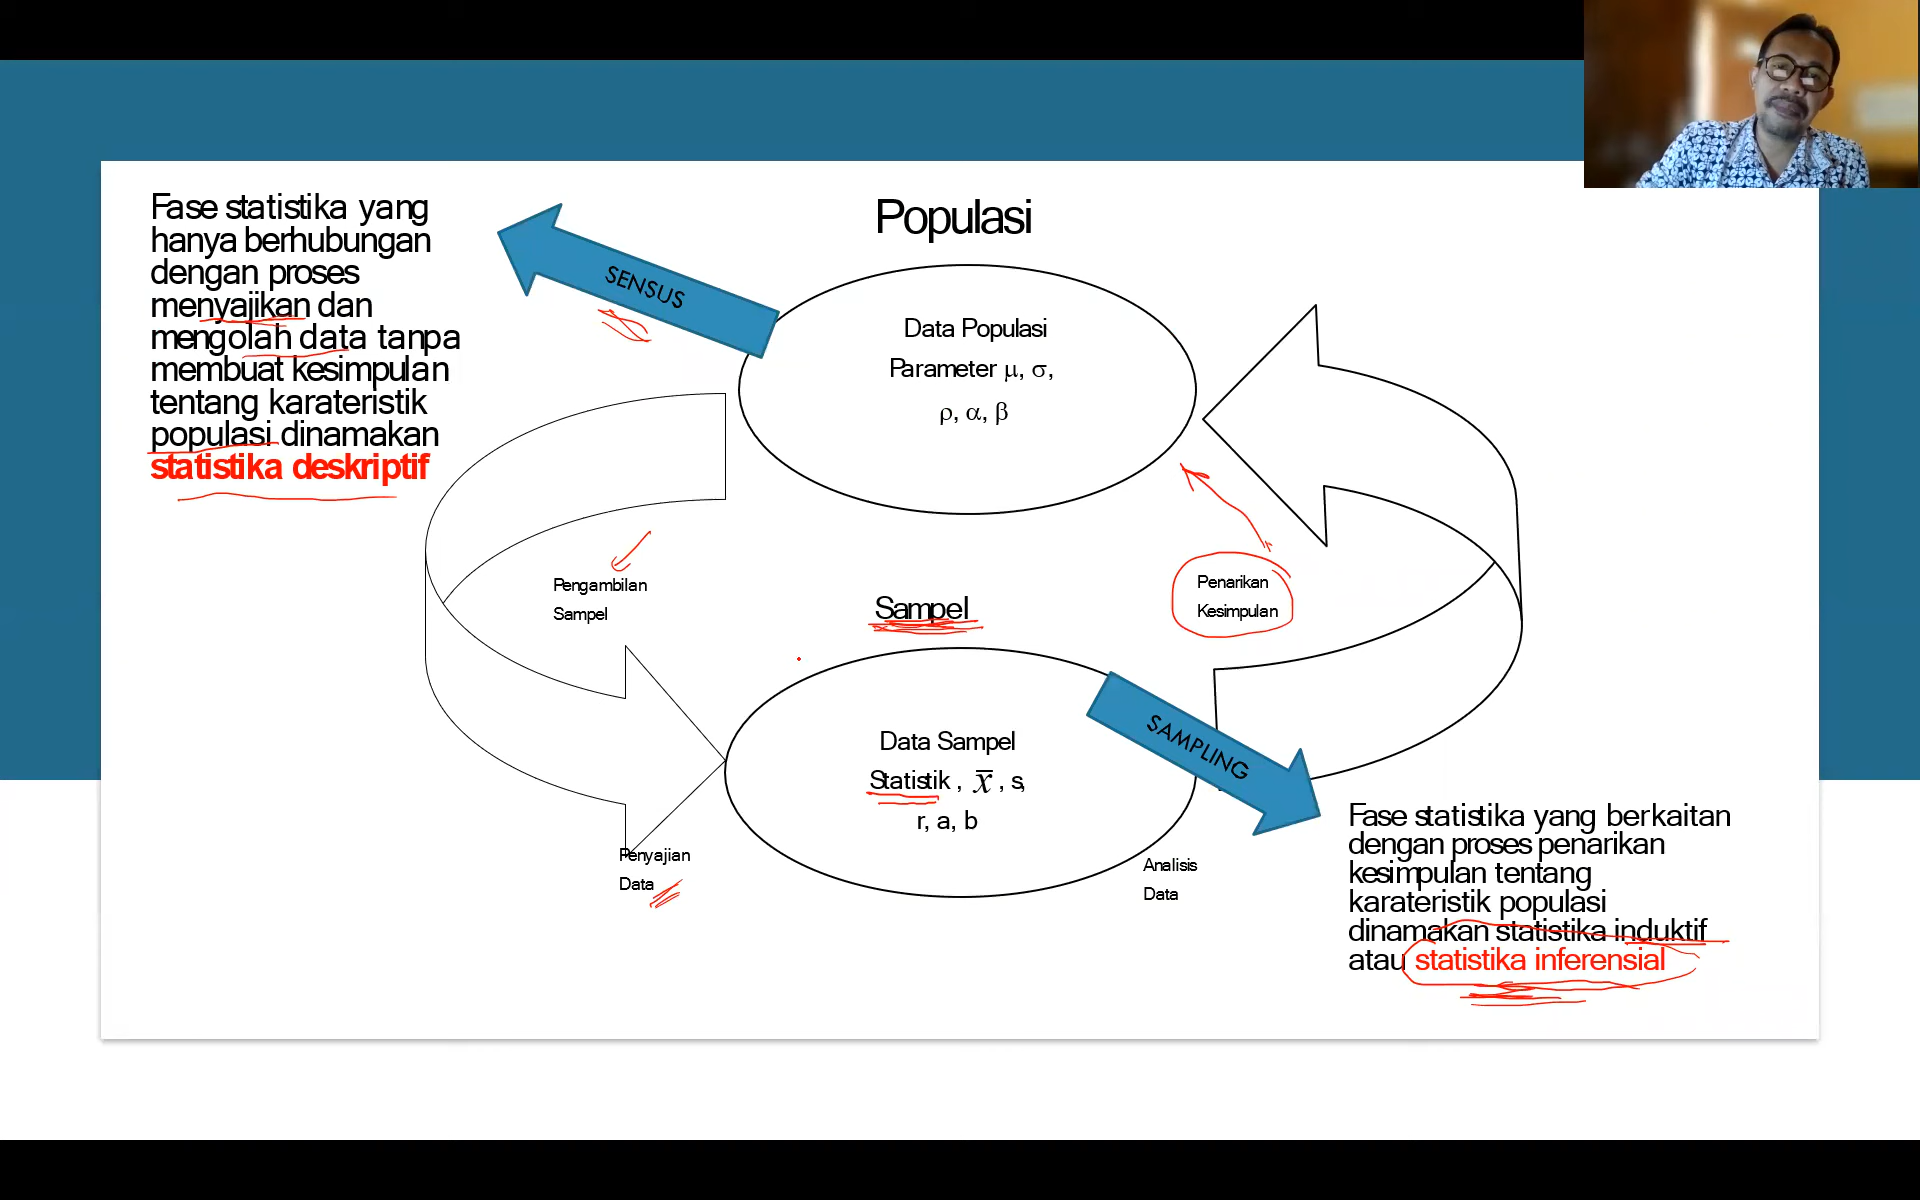 Fase statistika yang
hanya berhubungan
dengan proses
menyajikan dan
mengolah data tanpa
membuat kesimpulan
tentang karateristik
populasi dinamakan
statistika deskriptif
SENSUS
Populasi
Data Populasi
Parameter μ, σ,
ρ, α, β
Pengambilan
Sampel
Penarikan
Kesimpulan
Sampel
Data Sampel
Statistik , x̅ , s,
r, a, b
SAMPLING
Penyajian
Data
Analisis
Data
Fase statistika yang berkaitan
dengan proses penarikan
kesimpulan tentang
karateristik populasi
dinamakan statistika induktif
atau statistika inferensial